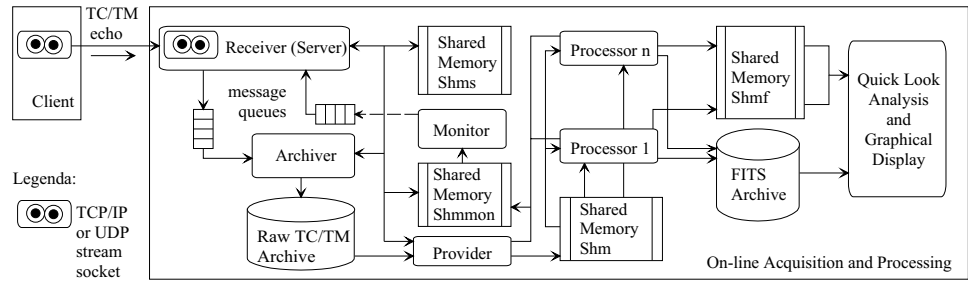 TC/TM
echo
Client
Receiver (Server)
message
queues
Archiver
Raw TC/TM
Archive
Shared
Memory
Shms
Monitor
Shared
Memory
Shmmon
Provider
Processor n
Processor 1
Shared
Memory
Shm
Shared
Memory
Shmf
FITS
Archive
Quick Look
Analysis
and
Graphical
Display
Legenda:
TCP/IP
or UDP
stream
socket
On-line Acquisition and Processing